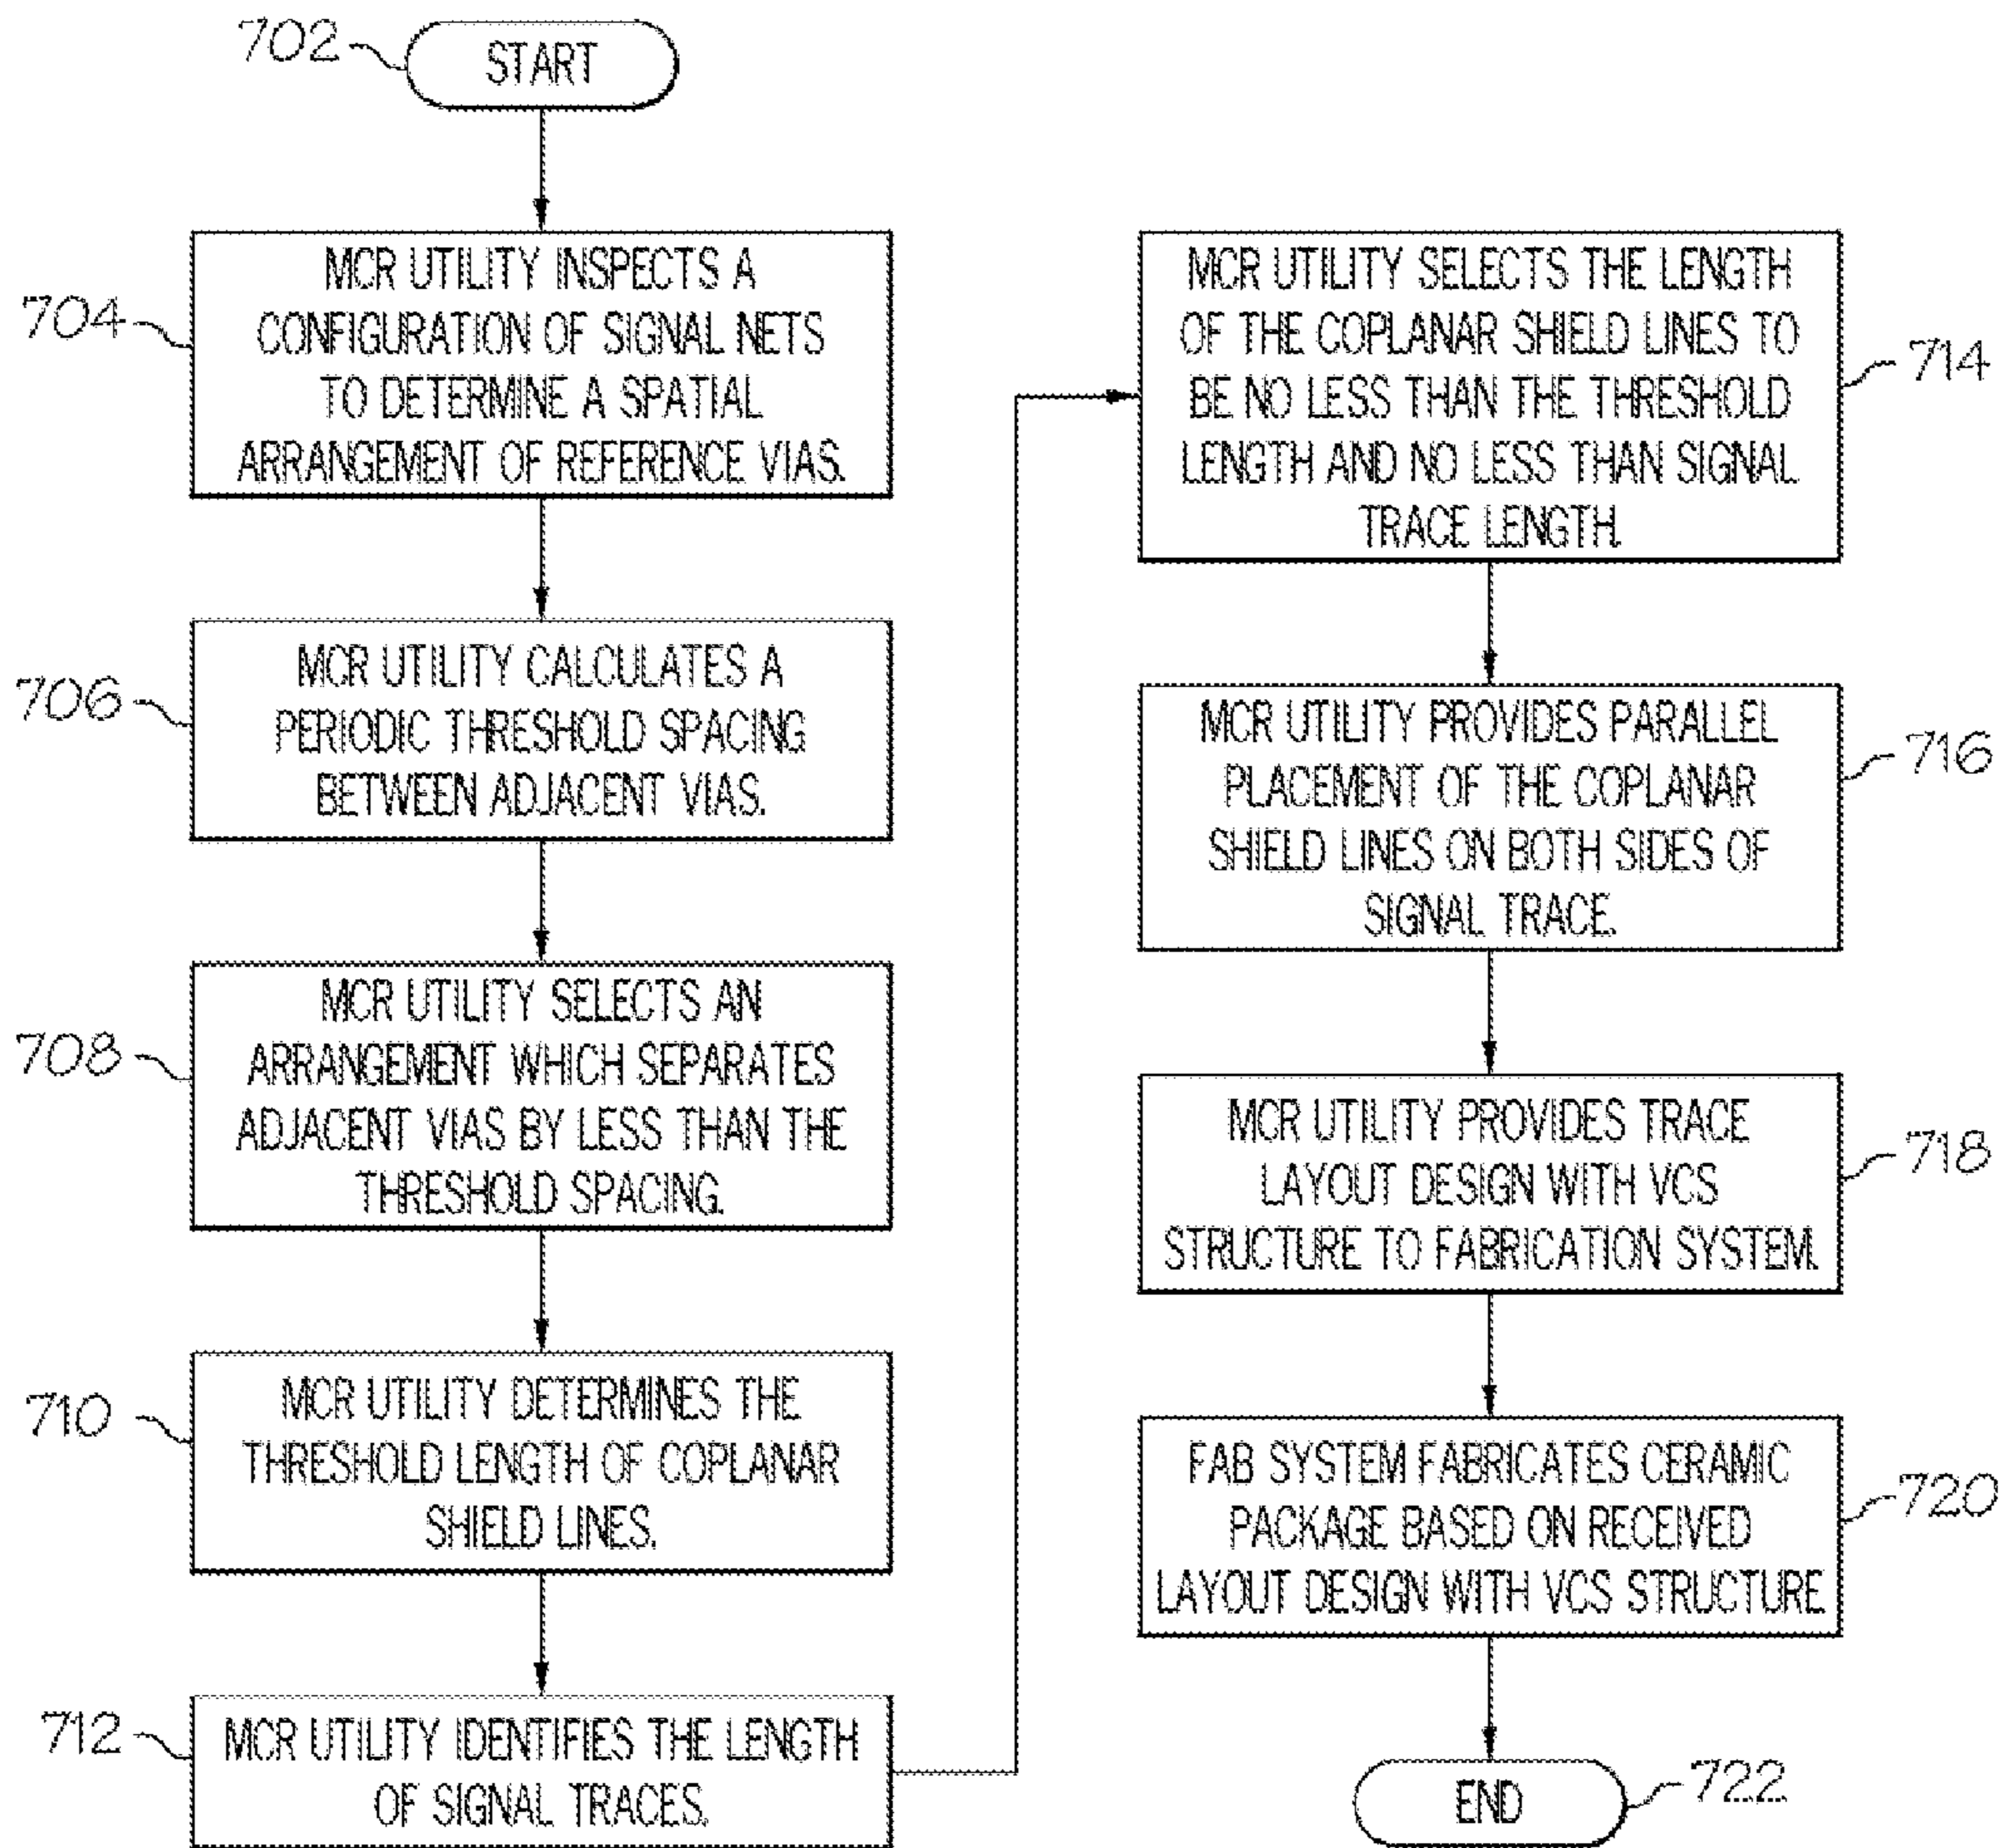 702
START
704
MCR UTILITY INSPECTS A
CONFIGURATION OF SIGNAL NETS
TO DETERMINE A SPATIAL
ARRANGEMENT OF REFERENCE VIAS.
706
MCR UTILITY CALCULATES A
PERIODIC THRESHOLD SPACING
BETWEEN ADJACENT VIAS.
708
MCR UTILITY SELECTS AN
ARRANGEMENT WHICH SEPARATES
ADJACENT VIAS BY LESS THAN THE
THRESHOLD SPACING.
710
MCR UTILITY DETERMINES THE
THRESHOLD LENGTH OF COPLANAR
SHIELD LINES.
712
MCR UTILITY IDENTIFIES THE LENGTH
OF SIGNAL TRACES.
MCR UTILITY SELECTS THE LENGTH
OF THE COPLANAR SHIELD LINES TO
BE NO LESS THAN THE THRESHOLD
LENGTH AND NO LESS THAN SIGNAL
TRACE LENGTH.
714
MCR UTILITY PROVIDES PARALLEL
PLACEMENT OF THE COPLANAR
SHIELD LINES ON BOTH SIDES OF
SIGNAL TRACE.
716
MCR UTILITY PROVIDES TRACE
LAYOUT DESIGN WITH VCS
STRUCTURE TO FABRICATION SYSTEM.
718
FAB SYSTEM FABRICATES CERAMIC
PACKAGE BASED ON RECEIVED
LAYOUT DESIGN WITH VCS STRUCTURE
720
END
722